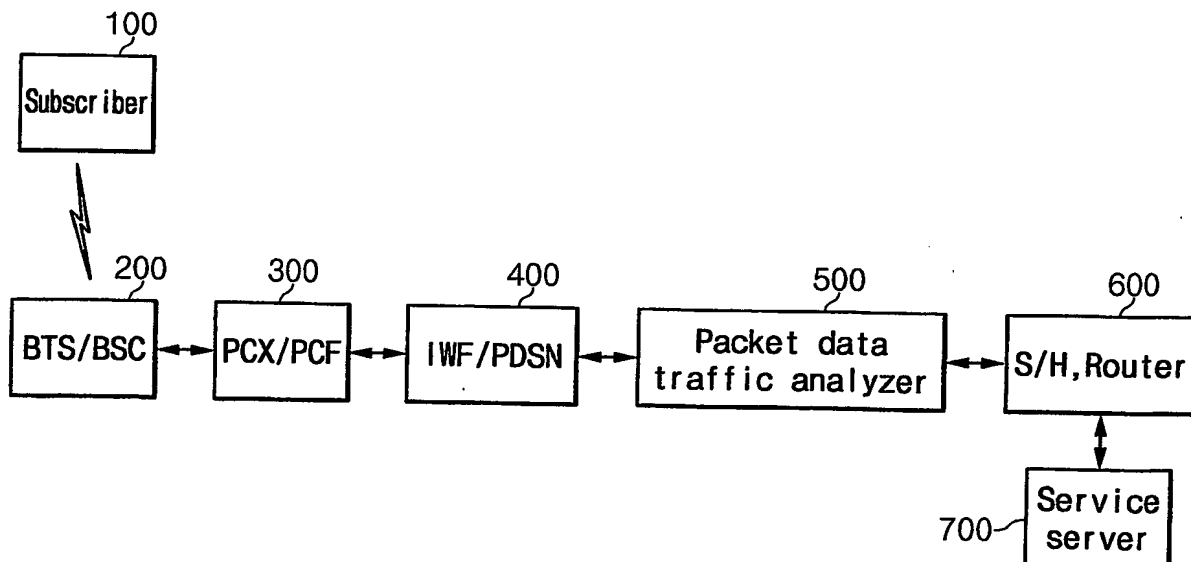 100
Subscriber
200
BTS/BSC
300
PCX/PCF
400
IWF/PDSN
500
Packet data
traffic analyzer
600
S/H,Router
700
Service
server